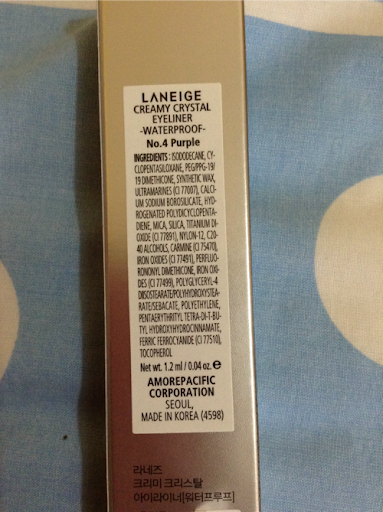 LANEIGE
CREAMY CRYSTAL
EYELINER
-WATERPROOF-
No.4 Purple
INGREDIENTS : ISODODECANE, CY-
CLOPENTASILOXANE, PEG/PPG-19/
19 DIMETHICONE, SYNTHETIC WAX,
ULTRAMARINES (CI 77007), CALCI-
UM SODIUM BOROSILICATE, HYD-
ROGENATED POLYDICYCLOPENTA-
DIENE, MICA, SILICA, TITANIUM DI-
OXIDE (CI 77891), NYLON-12, C20-
40 ALCOHOLS, CARMINE (CI 75470),
IRON OXIDES (CI 77491), PERFLUO-
RONONYL DIMETHICONE, IRON OXI-
DES (CI 77499), POLYGLYCERYL-4
DIISOSTEARATE/POLYHYDROXYSTEA-
RATE/SEBACATE, POLYETHYLENE,
PENTAERYTHRITYL TETRA-DI-T-BU-
TYL HYDROXYHYDROCINNAMATE,
FERRIC FERROCYANIDE (CI 77510),
TOCOPHEROL
Net wt. 1.2 ml / 0.04 oz. e
AMOREPACIFIC
CORPORATION
SEOUL,
MADE IN KOREA (4598)
라네즈
크리미 크리스탈
아이라이너[워터프루프]